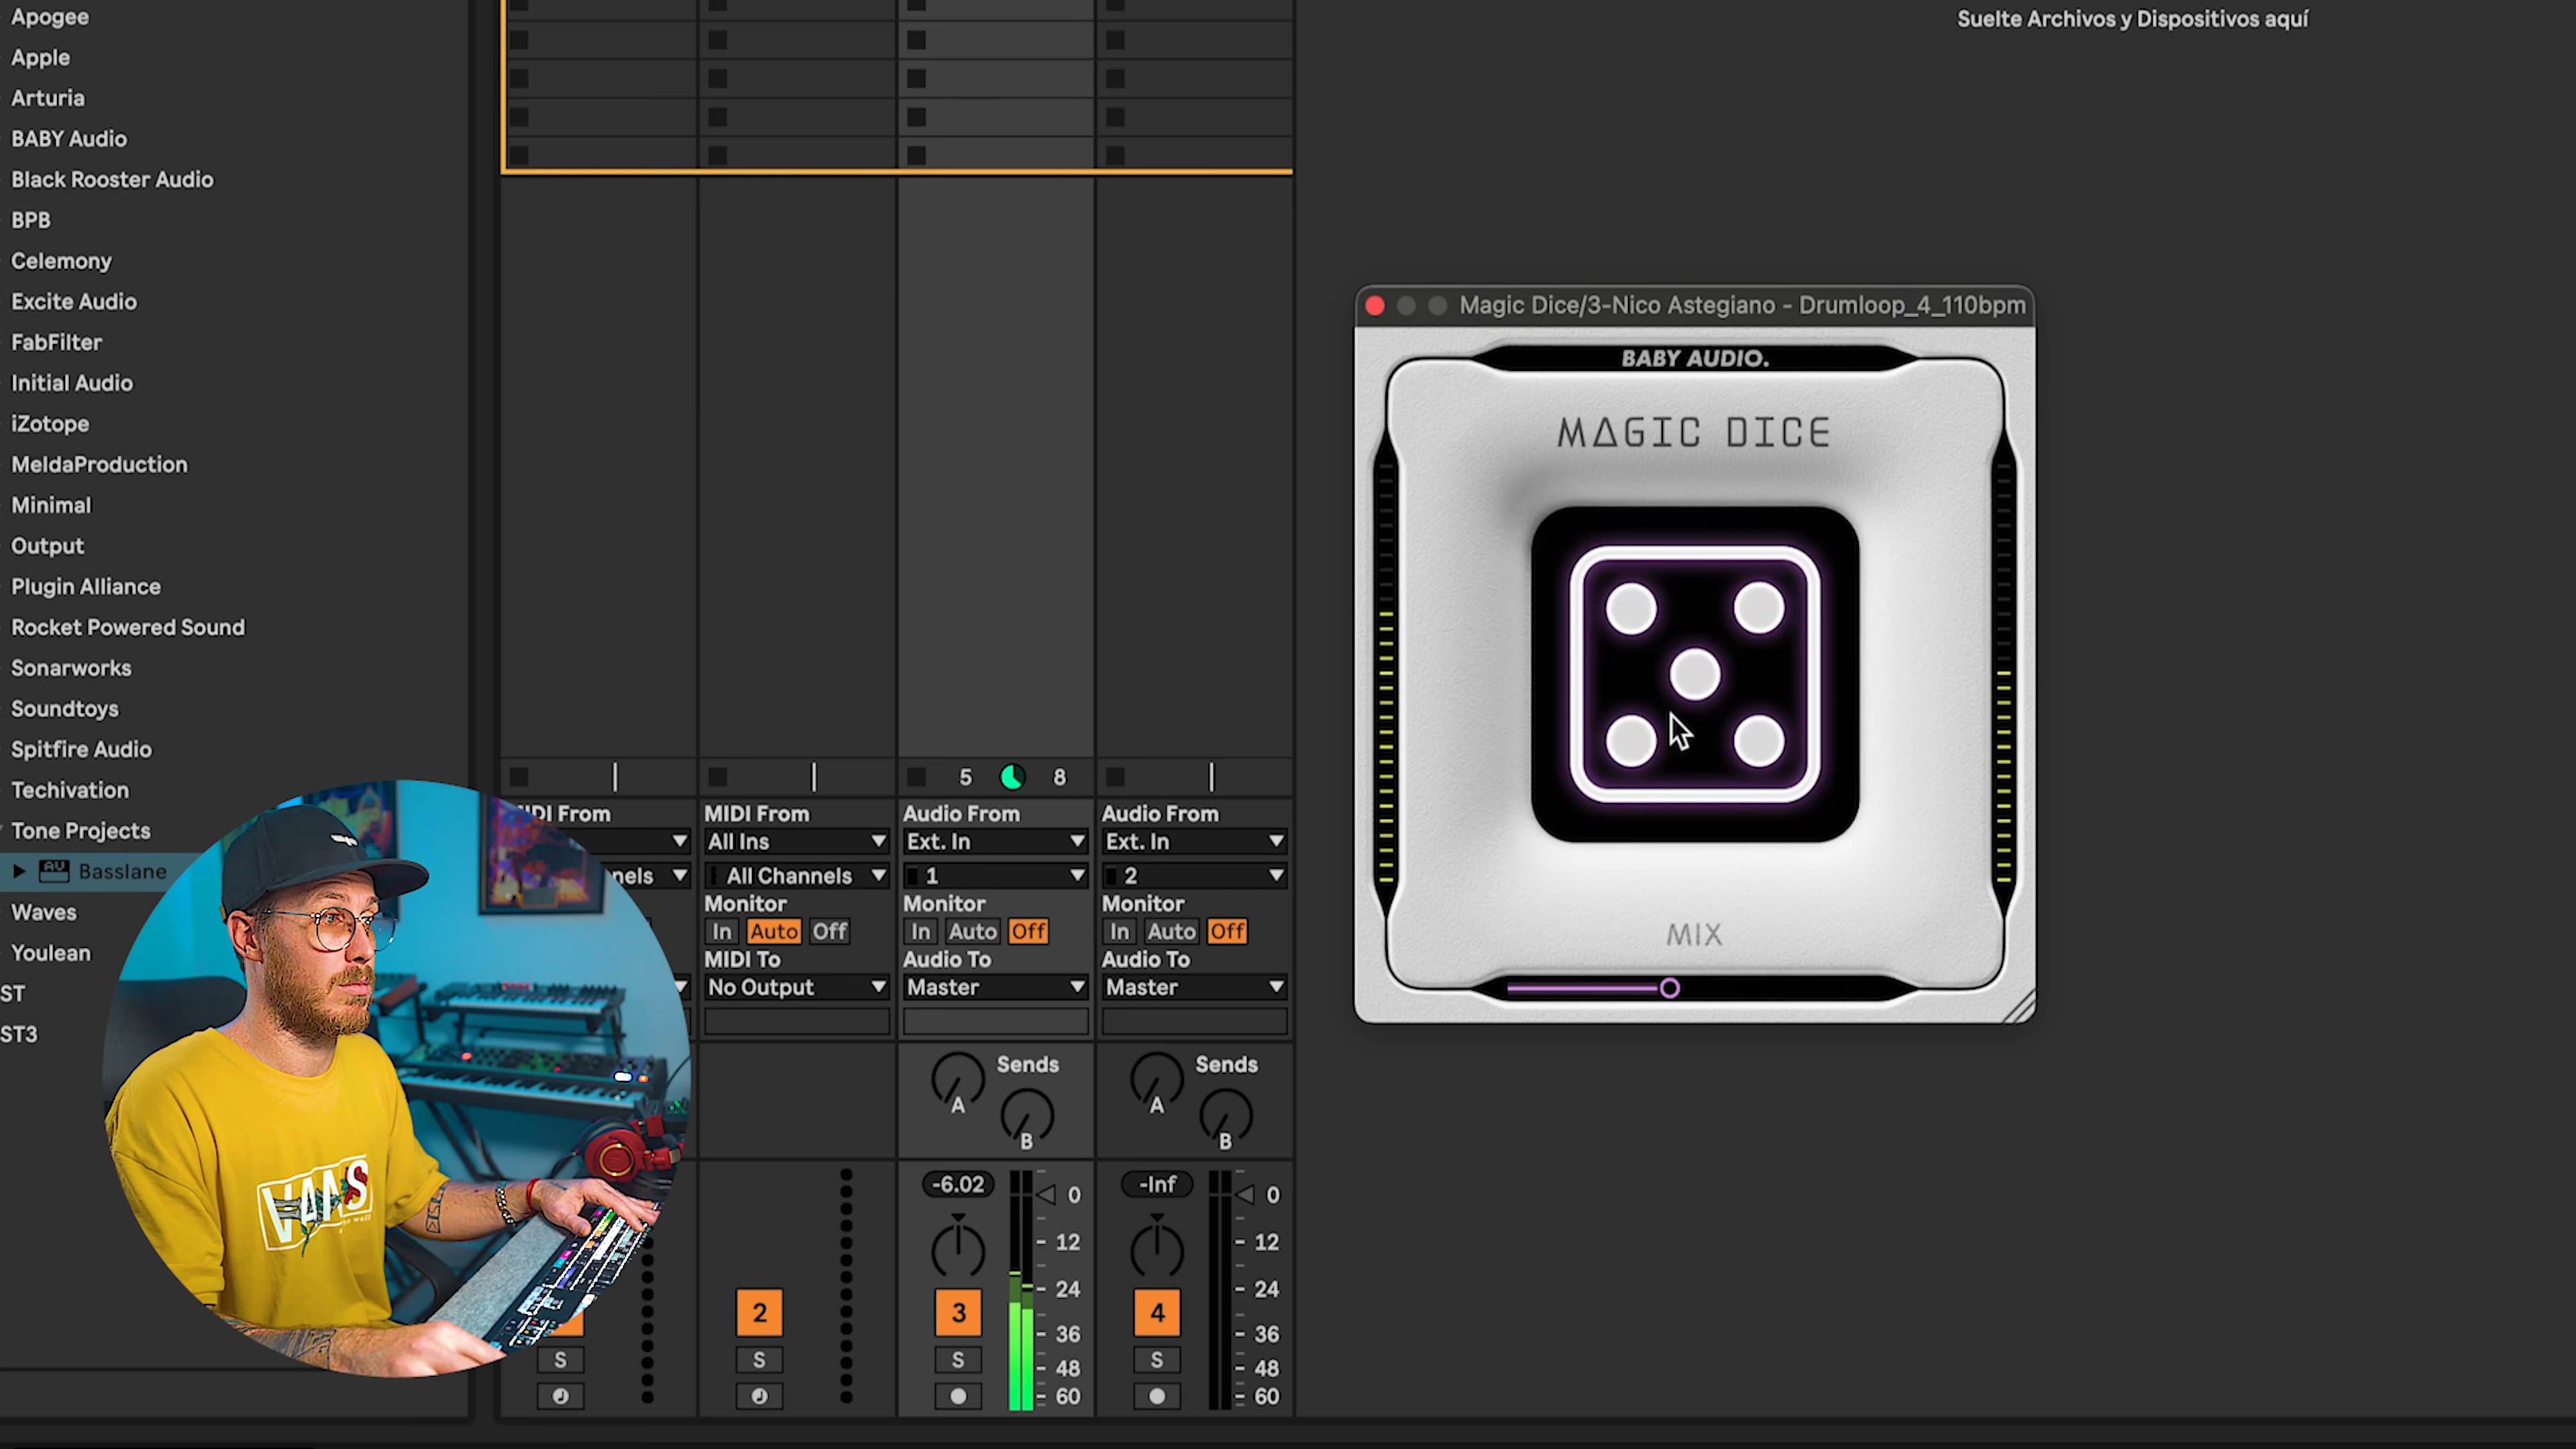 Apogee
Apple
Arturia
BABY Audio
Black Rooster Audio
BPB
Celemony
Excite Audio
FabFilter
Initial Audio
iZotope
MeldaProduction
Minimal
Output
Plugin Alliance
Rocket Powered Sound
Sonarworks
Soundtoys
Spitfire Audio
Techivation
Tone Projects
AU Basslane
Waves
Youlean
ST
ST3
Suelte Archivos y Dispositivos aquí
Magic Dice/3-Nico Astegiano - Drumloop_4_110bpm
BABY AUDIO.
MAGIC DICE
MIX
5 8
IDI From
nels
S
MIDI From
All Ins
All Channels
Monitor
In Auto Off
MIDI To
No Output
2
S
Audio From
Ext. In
1
Monitor
In Auto Off
Audio To
Master
Sends
A
B
-6.02
0
12
24
36
48
60
3
S
Audio From
Ext. In
2
Monitor
In Auto Off
Audio To
Master
Sends
A
B
-Inf
0
12
24
36
48
60
4
S